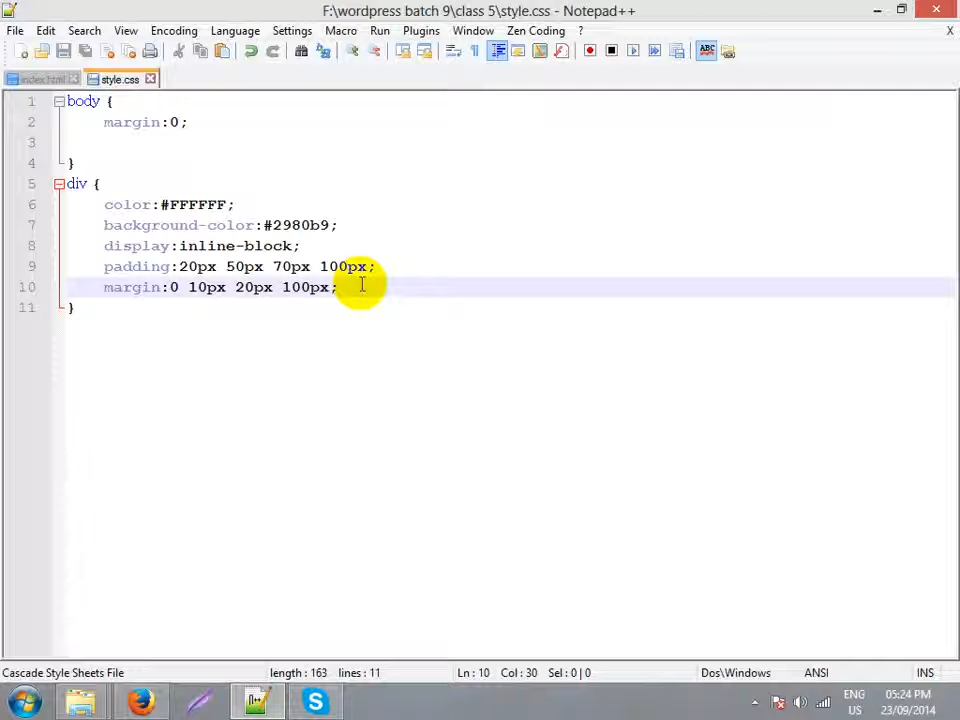 F:\wordpress batch 9\class 5\style.css - Notepad++
File Edit Search View Encoding Language Settings Macro Run Plugins Window Zen Coding ? X
ABC
index.html style.css
1 body {
2 margin:0;
3
4 }
5 div {
6 color:#FFFFFF;
7 background-color:#2980b9;
8 display:inline-block;
9 padding:20px 50px 70px 100px;
10 margin:0 10px 20px 100px;
11 }
Cascade Style Sheets File length : 163 lines : 11 Ln : 10 Col : 30 Sel : 0 | 0 Dos\Windows ANSI INS
ENG 05:24 PM
US 23/09/2014